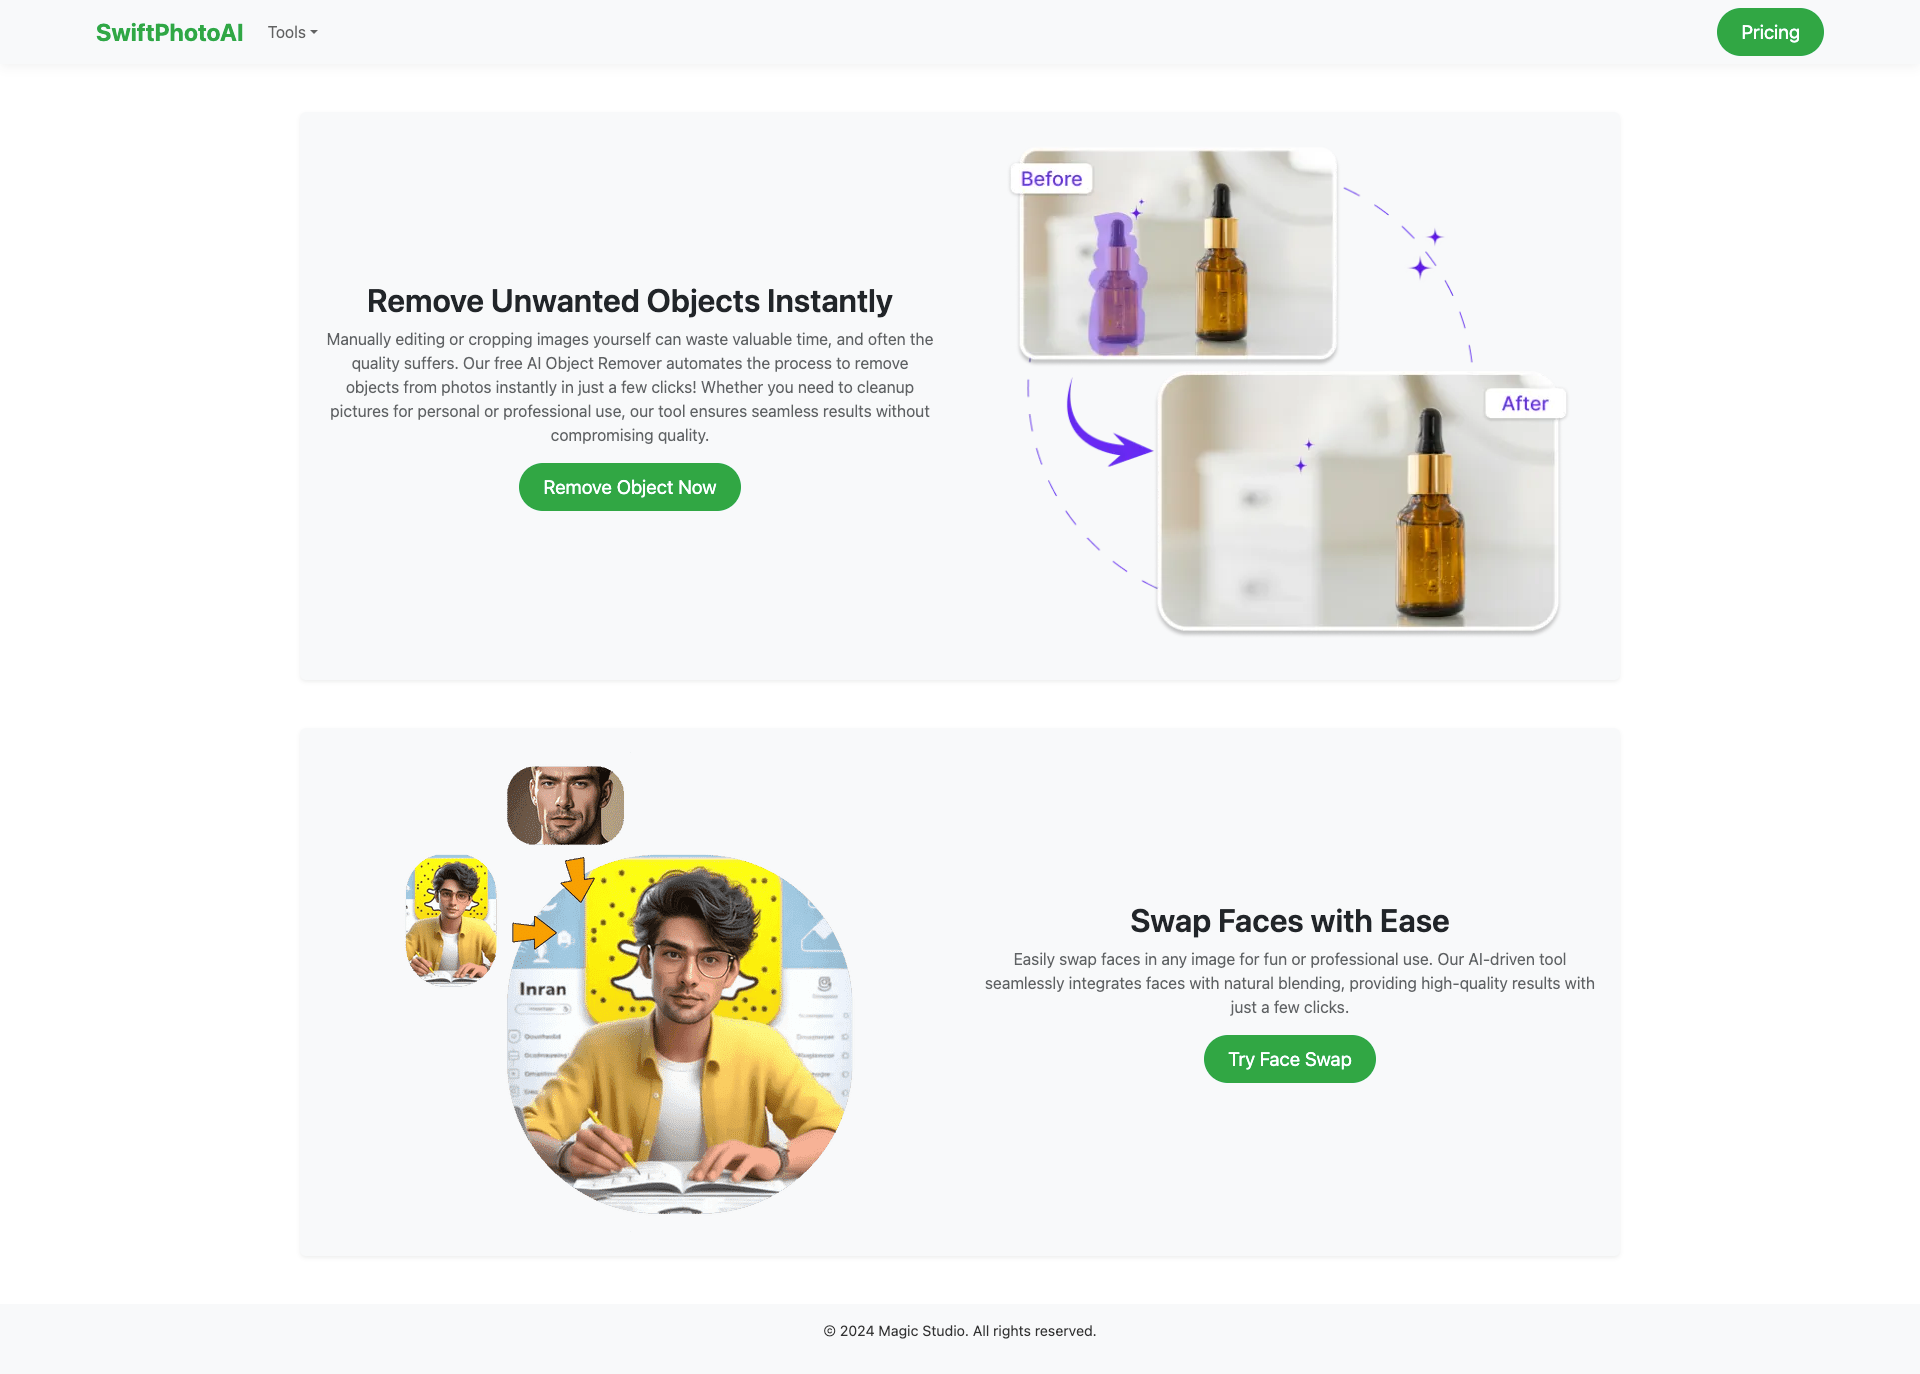 SwiftPhotoAI
Tools
Pricing
Remove Unwanted Objects Instantly
Manually editing or cropping images yourself can waste valuable time, and often the
quality suffers. Our free AI Object Remover automates the process to remove
objects from photos instantly in just a few clicks! Whether you need to cleanup
pictures for personal or professional use, our tool ensures seamless results without
compromising quality.
Remove Object Now
Before
After
Inran
Swap Faces with Ease
Easily swap faces in any image for fun or professional use. Our AI-driven tool
seamlessly integrates faces with natural blending, providing high-quality results with
just a few clicks.
Try Face Swap
© 2024 Magic Studio. All rights reserved.